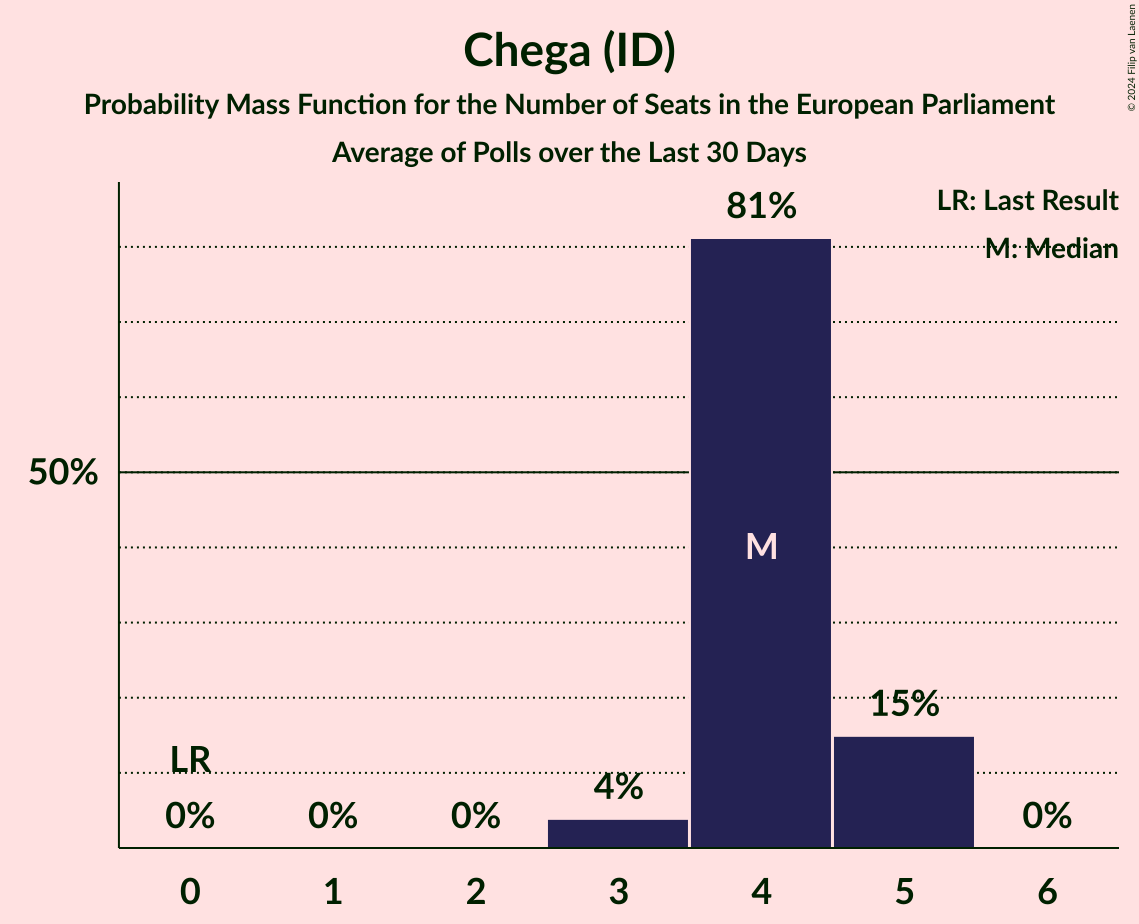 Chega (ID)
Probability Mass Function for the Number of Seats in the European Parliament
Average of Polls over the Last 30 Days
© 2024 Filip van Laenen
LR: Last Result
M: Median
81%
50%
M
15%
LR
4%
0% 0% 0% 0%
0 1 2 3 4 5 6